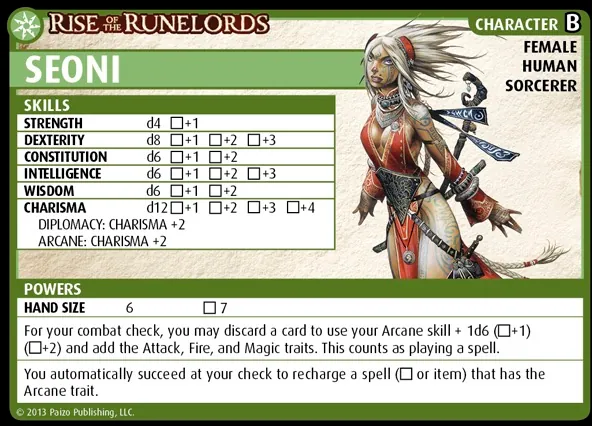 RISE OF THE RUNELORDS
CHARACTER B
SEONI
FEMALE
HUMAN
SORCERER
SKILLS
STRENGTH d4 □+1
DEXTERITY d8 □+1 □+2 □+3
CONSTITUTION d6 □+1 □+2
INTELLIGENCE d6 □+1 □+2 □+3
WISDOM d6 □+1 □+2
CHARISMA d12 □+1 □+2 □+3 □+4
DIPLOMACY: CHARISMA +2
ARCANE: CHARISMA +2
POWERS
HAND SIZE 6 □ 7
For your combat check, you may discard a card to use your Arcane skill + 1d6 (□+1)
(□+2) and add the Attack, Fire, and Magic traits. This counts as playing a spell.
You automatically succeed at your check to recharge a spell (□ or item) that has the
Arcane trait.
© 2013 Paizo Publishing, LLC.